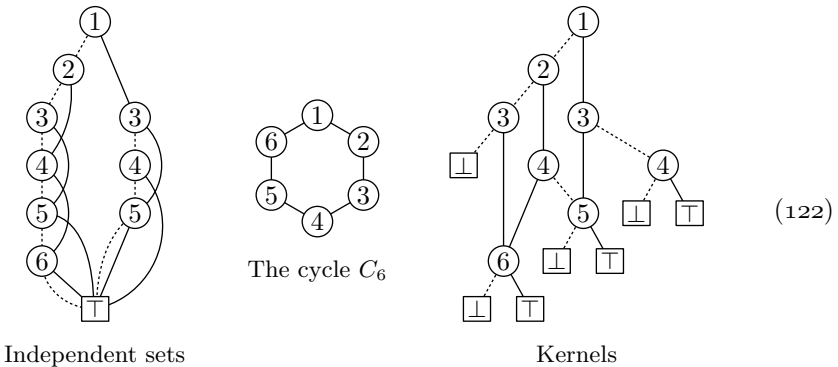 1
2
3 3
4 4
5 5
6
⊤
Independent sets
1
6 2
5 3
4
The cycle C₆
1
2
3 3
⊥ 4 4
5 ⊥ ⊤
6 ⊥ ⊤
⊥ ⊤
Kernels
(122)